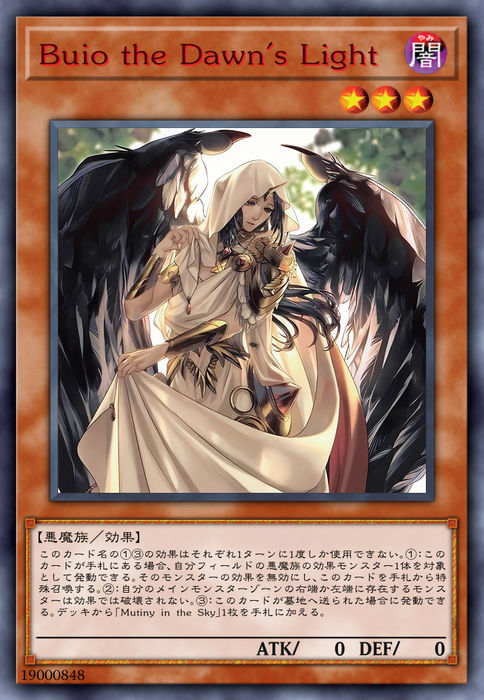 Buio the Dawn's Light
やみ
闇
【悪魔族／効果】
このカード名の①③の効果はそれぞれ1ターンに1度しか使用できない。①：この
カードが手札にある場合、自分フィールドの悪魔族の効果モンスター1体を対象
として発動できる。そのモンスターの効果を無効にし、このカードを手札から特
殊召喚する。②：自分のメインモンスターゾーンの右端か左端に存在するモンス
ターは効果では破壊されない。③：このカードが墓地へ送られた場合に発動でき
る。デッキから「Mutiny in the Sky」1枚を手札に加える。
ATK/ 0 DEF/ 0
19000848